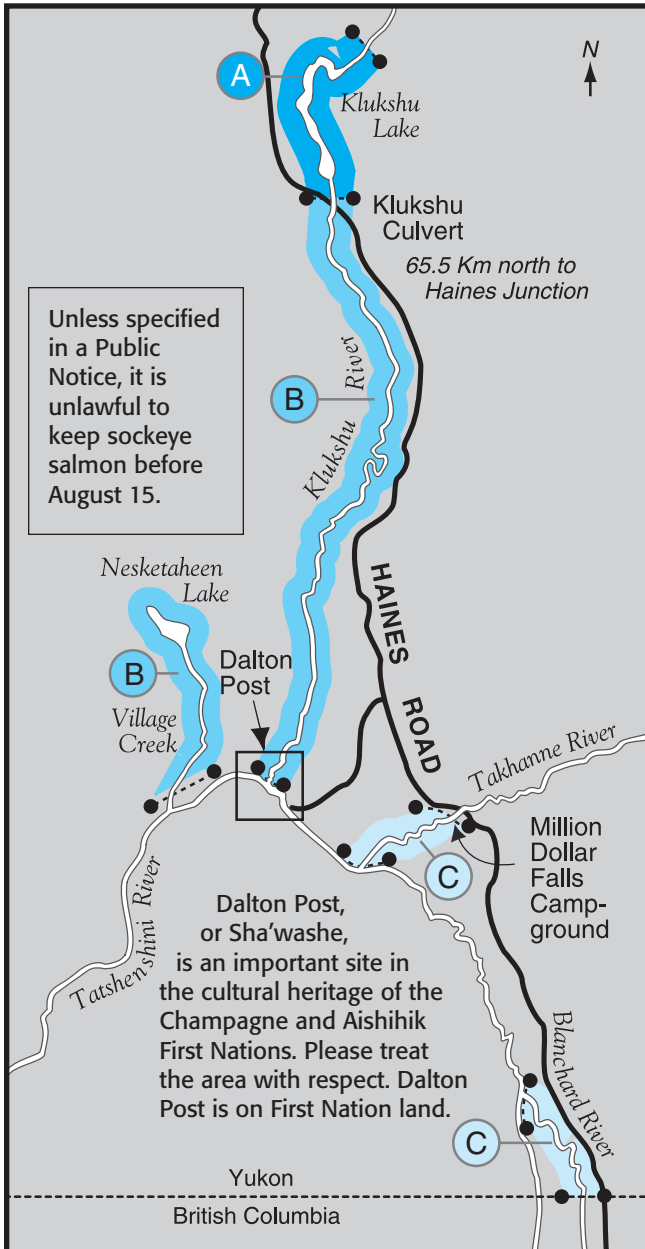 N
A
Klukshu
Lake
Klukshu
Culvert
65.5 Km north to
Haines Junction
Unless specified
in a Public
Notice, it is
unlawful to
keep sockeye
salmon before
August 15.
B
Klukshu River
Nesketaheen
Lake
B
Village
Creek
Dalton
Post
HAINES ROAD
Takhanne River
Million
Dollar
Falls
Camp-
ground
C
Tatshenshini River
Dalton Post,
or Sha'washe,
is an important site in
the cultural heritage of the
Champagne and Aishihik
First Nations. Please treat
the area with respect. Dalton
Post is on First Nation land.
Blanchard River
C
Yukon
British Columbia